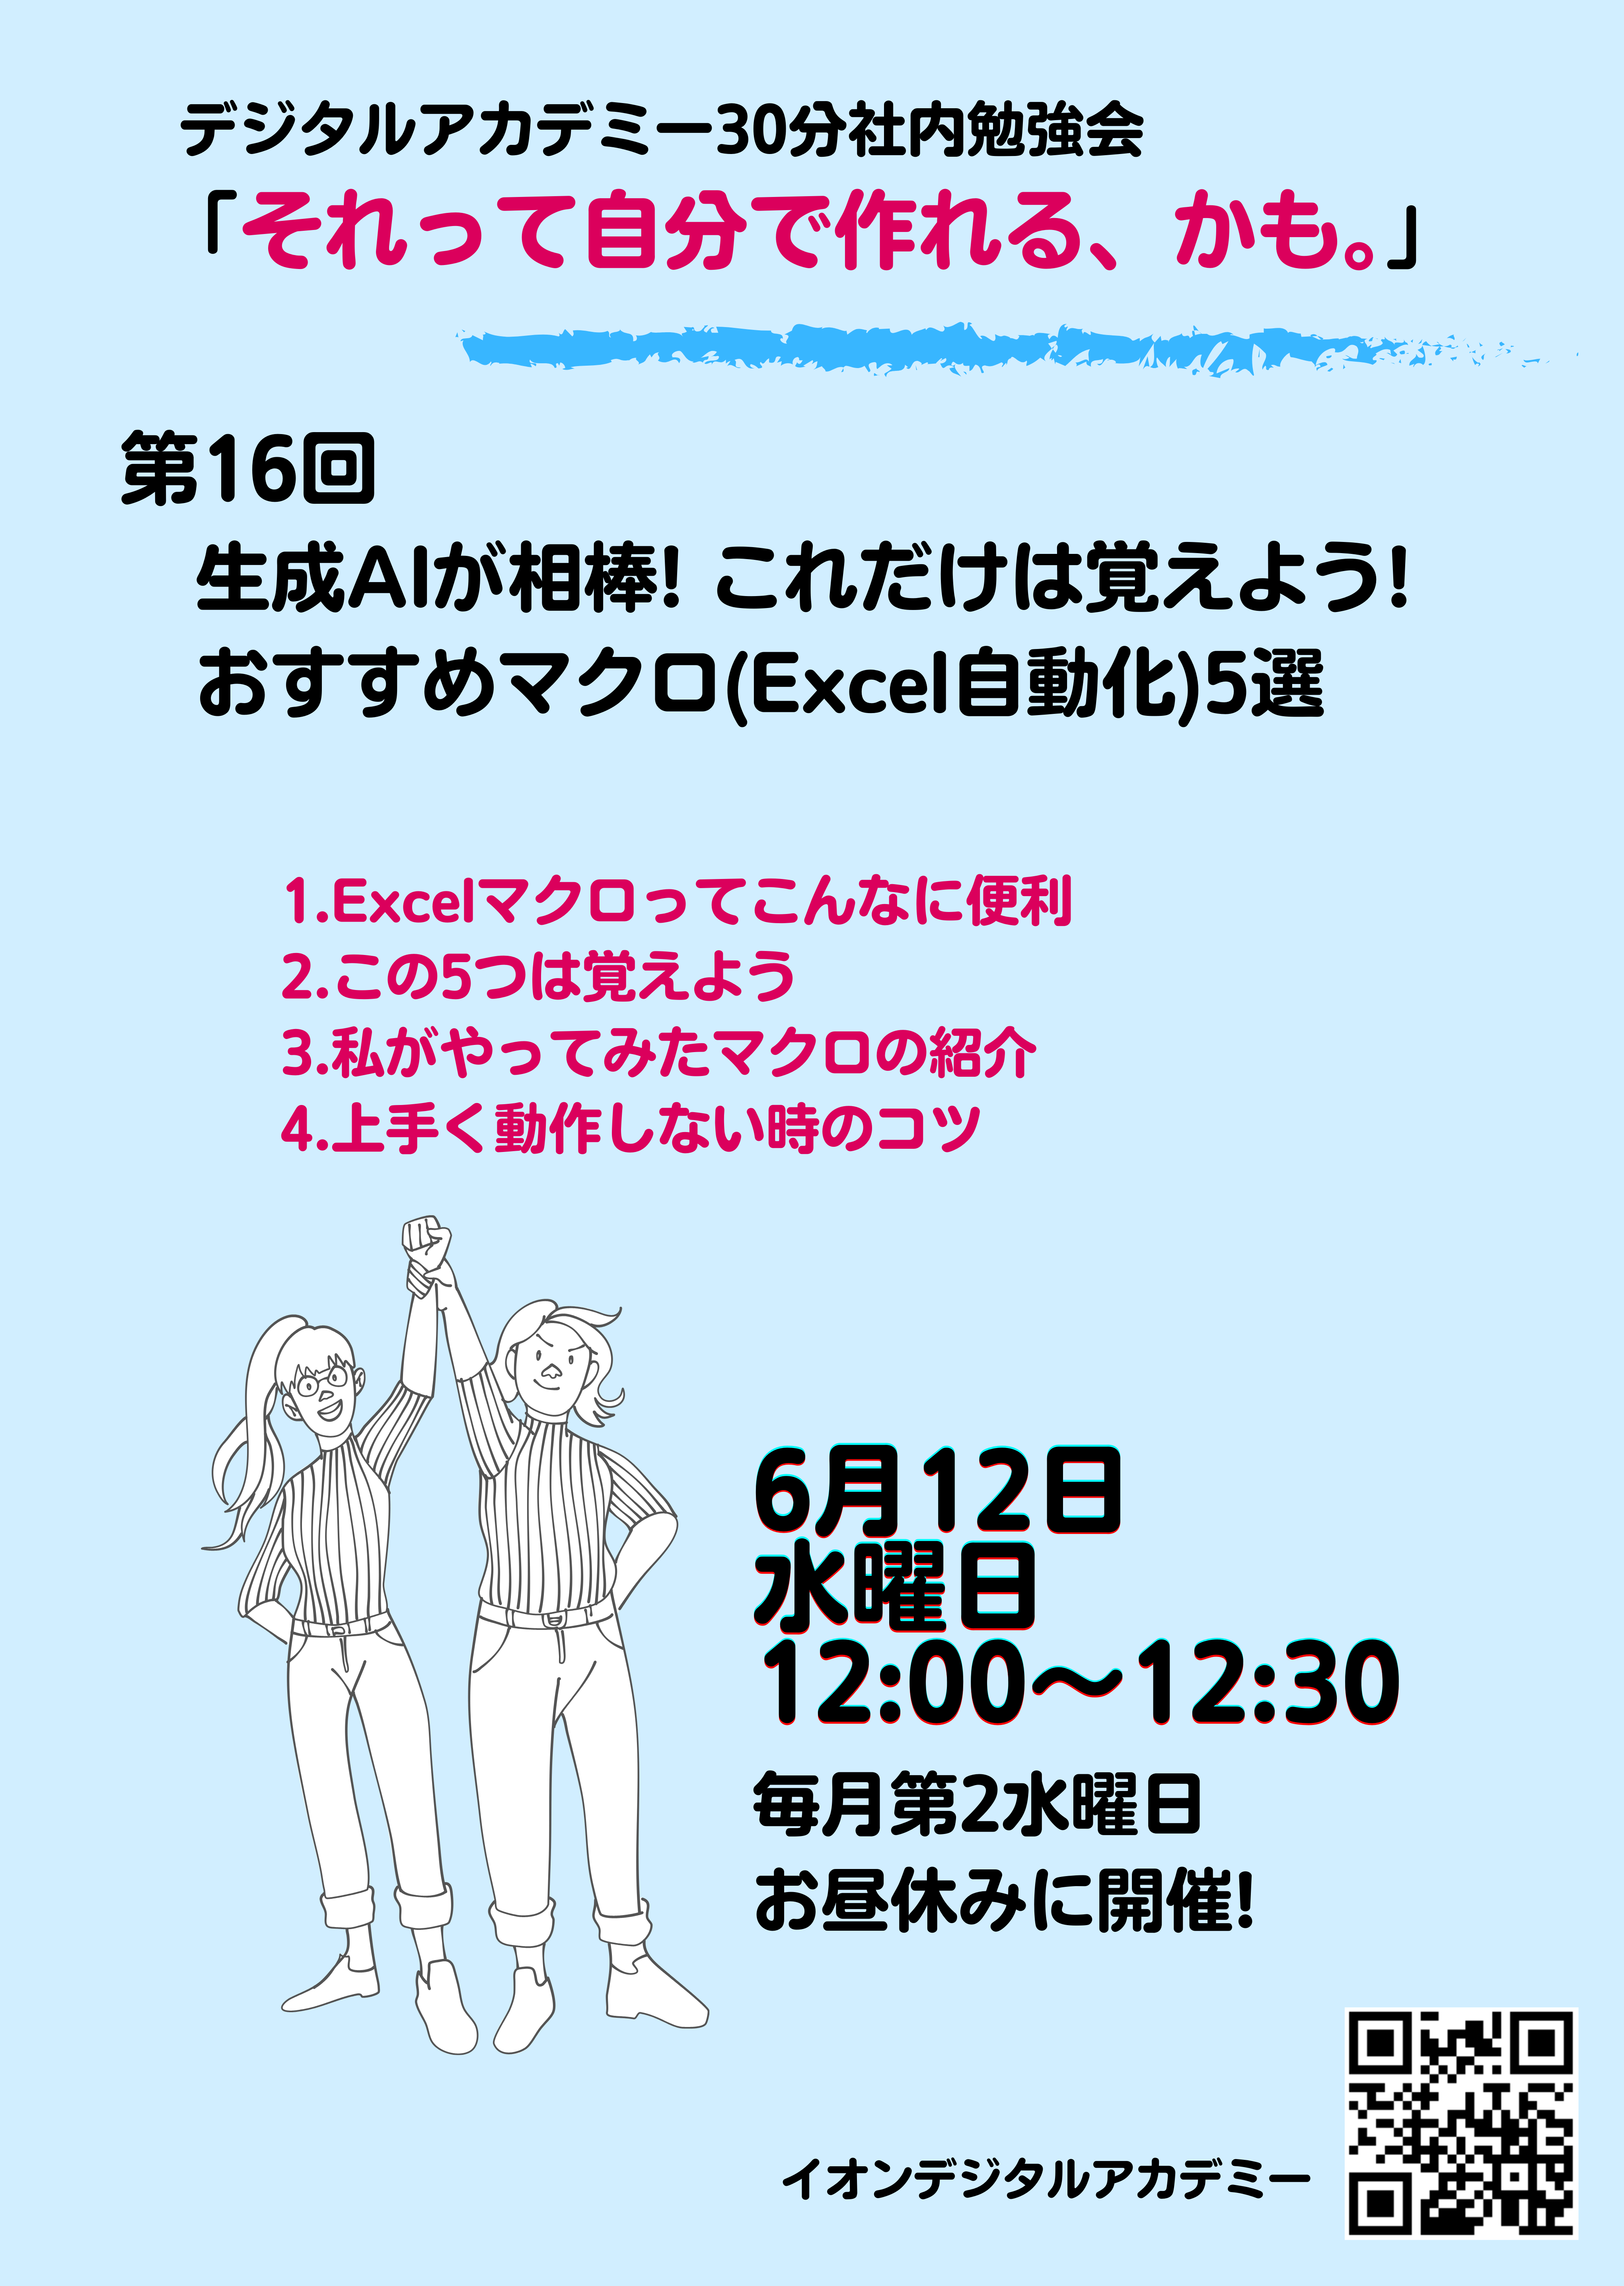 デジタルアカデミー30分社内勉強会
「それって自分で作れる、かも。」
第16回
生成AIが相棒! これだけは覚えよう!
おすすめマクロ(Excel自動化)5選
1.Excelマクロってこんなに便利
2.この5つは覚えよう
3.私がやってみたマクロの紹介
4.上手く動作しない時のコツ
6月12日
水曜日
12:00～12:30
毎月第2水曜日
お昼休みに開催!
イオンデジタルアカデミー